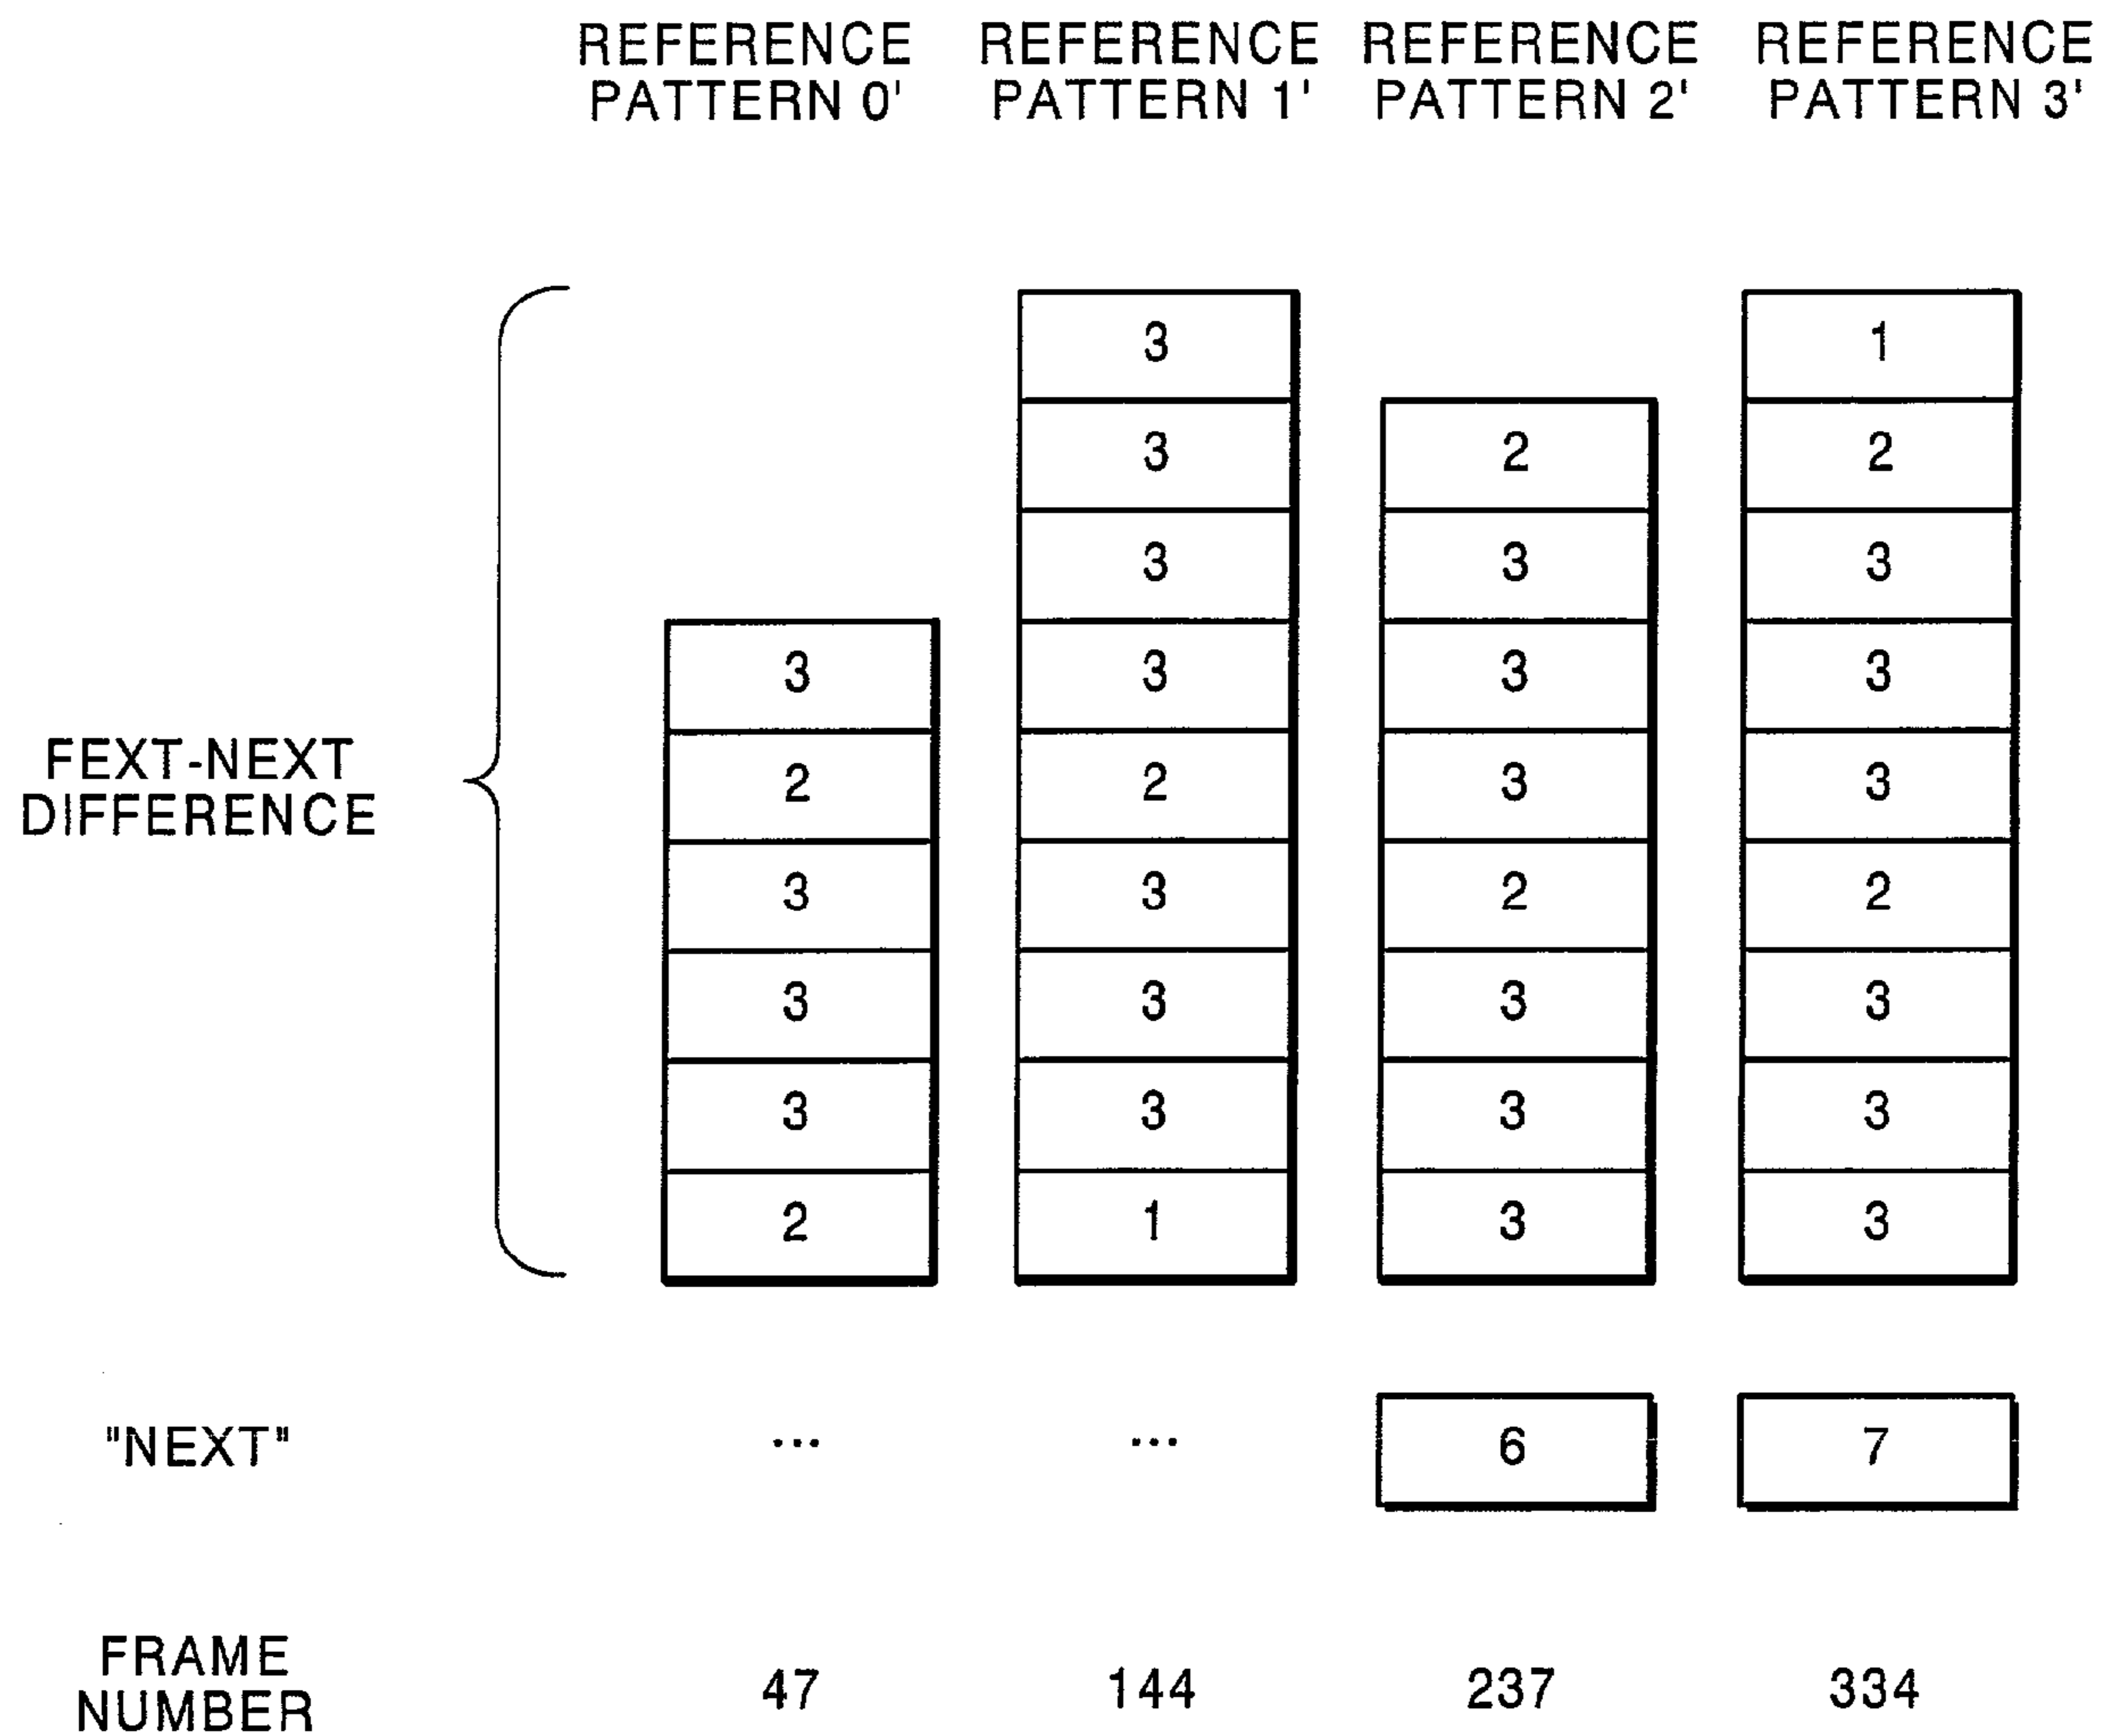 REFERENCE REFERENCE REFERENCE REFERENCE
PATTERN 0' PATTERN 1' PATTERN 2' PATTERN 3'
3 1
3 2 2
3 3 3
3 3 3 3
FEXT-NEXT
DIFFERENCE
2 2 3 3
3 3 2 2
3 3 3 3
3 3 3 3
2 1 3 3
"NEXT" ... ... 6 7
FRAME
NUMBER
47 144 237 334